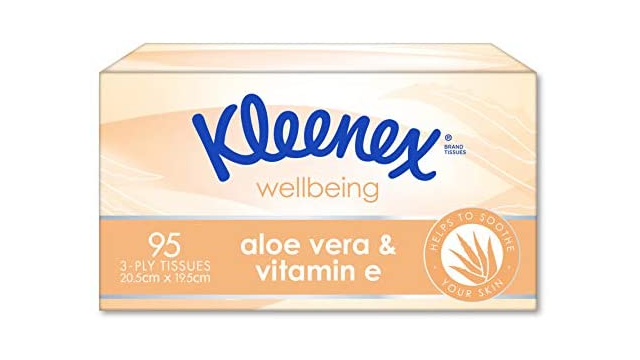 Kleenex®
BRAND
TISSUES
wellbeing
95
3-PLY TISSUES
20.5cm x 19.5cm
aloe vera &
vitamin e
HELPS TO SOOTHE
YOUR SKIN